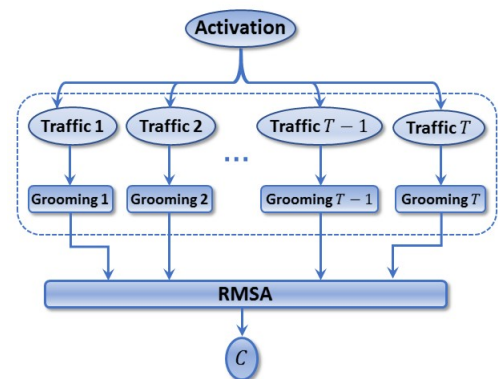 Activation
Traffic 1 Traffic 2 Traffic T − 1 Traffic T
...
Grooming 1 Grooming 2 Grooming T − 1 Grooming T
RMSA
C